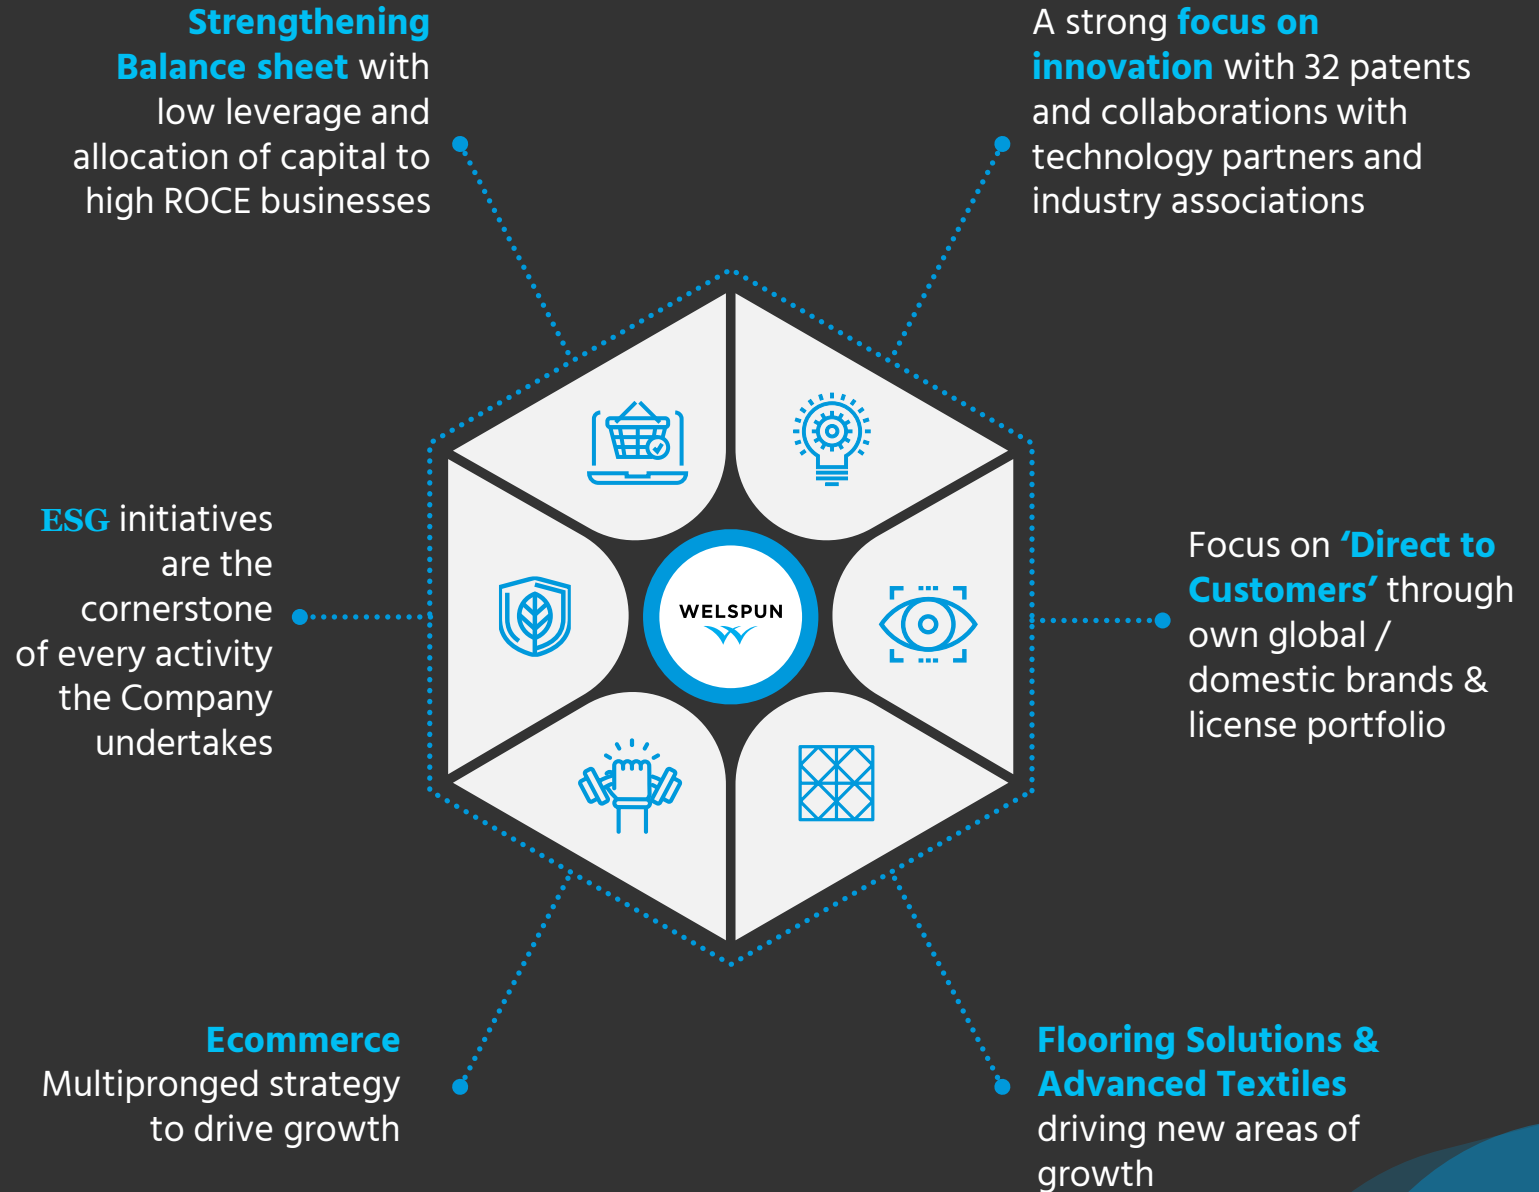 Strengthening
Balance sheet with
low leverage and
allocation of capital to
high ROCE businesses
A strong focus on
innovation with 32 patents
and collaborations with
technology partners and
industry associations
ESG initiatives
are the
cornerstone
of every activity
the Company
undertakes
WELSPUN
Focus on ‘Direct to
Customers’ through
own global /
domestic brands &
license portfolio
Ecommerce
Multipronged strategy
to drive growth
Flooring Solutions &
Advanced Textiles
driving new areas of
growth